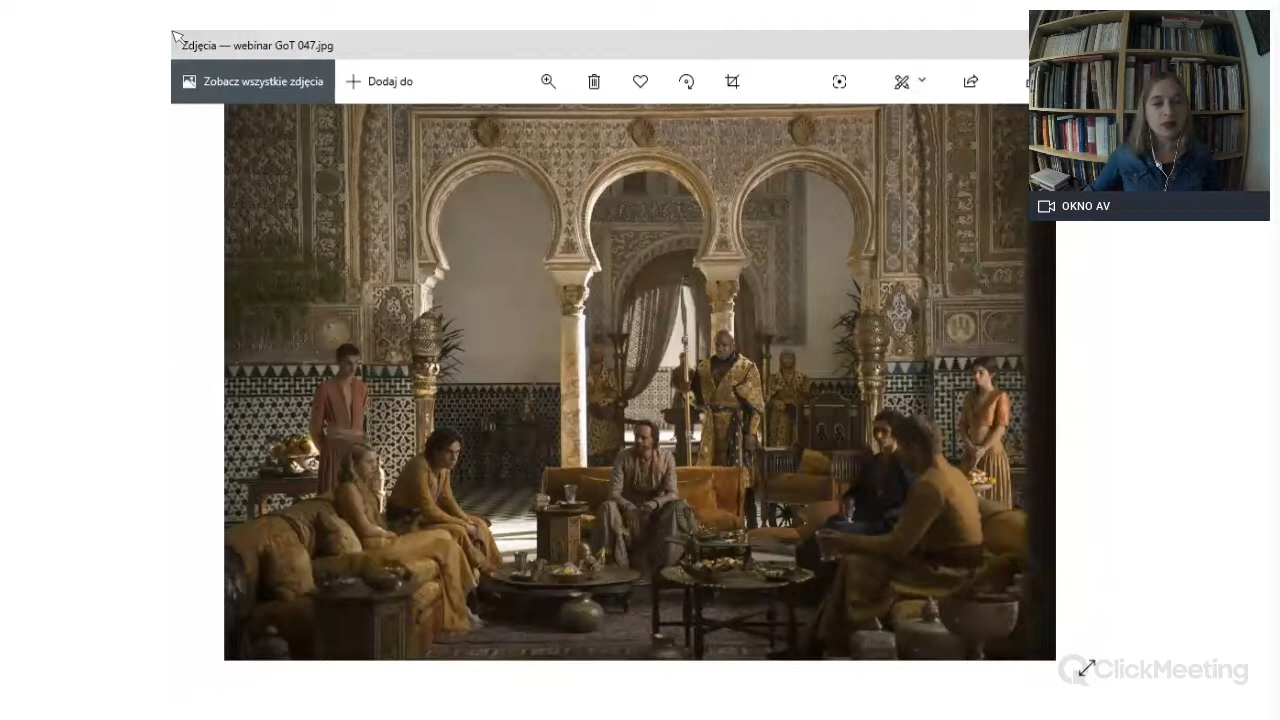 Zdjęcia — webinar GoT 047.jpg
Zobacz wszystkie zdjęcia
Dodaj do
OKNO AV
ClickMeeting